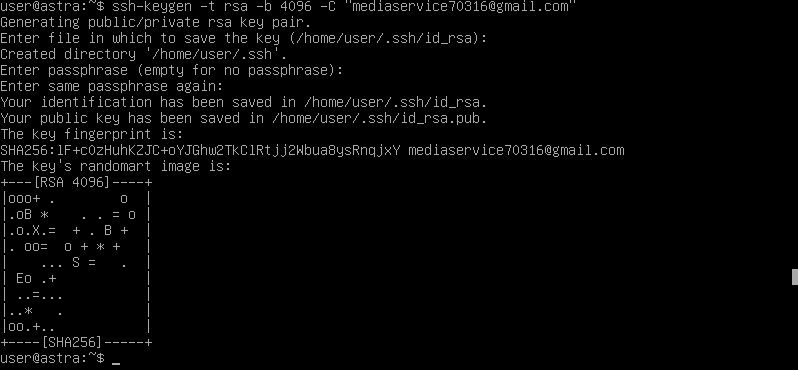 user@astra:~$ ssh-keygen -t rsa -b 4096 -C "mediaservice70316@gmail.com"
Generating public/private rsa key pair.
Enter file in which to save the key (/home/user/.ssh/id_rsa):
Created directory '/home/user/.ssh'.
Enter passphrase (empty for no passphrase):
Enter same passphrase again:
Your identification has been saved in /home/user/.ssh/id_rsa.
Your public key has been saved in /home/user/.ssh/id_rsa.pub.
The key fingerprint is:
SHA256:lF+cOzHuhKZJC+oYJGhw2TkClRtjj2Wbua8ysRnqjxY mediaservice70316@gmail.com
The key's randomart image is:
+---[RSA 4096]----+
|ooo+ .        o  |
|.oB *    . . = o |
|.o.X.=  + . B +  |
|. oo=  o + * +   |
|    ... S =   .  |
| Eo .+           |
| ..=...          |
|..*   .          |
|oo.+..           |
+----[SHA256]-----+
user@astra:~$ _